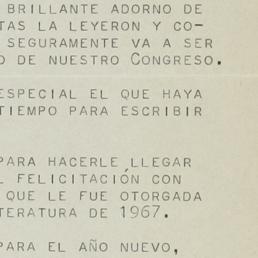 BRILLANTE ADORNO DE
TAS LA LEYERON Y CO-
SEGURAMENTE VA A SER
O DE NUESTRO CONGRESO.
ESPECIAL EL QUE HAYA
TIEMPO PARA ESCRIBIR
PARA HACERLE LLEGAR
L FELICITACIÓN CON
QUE LE FUE OTORGADA
TERATURA DE 1967.
PARA EL AÑO NUEVO,